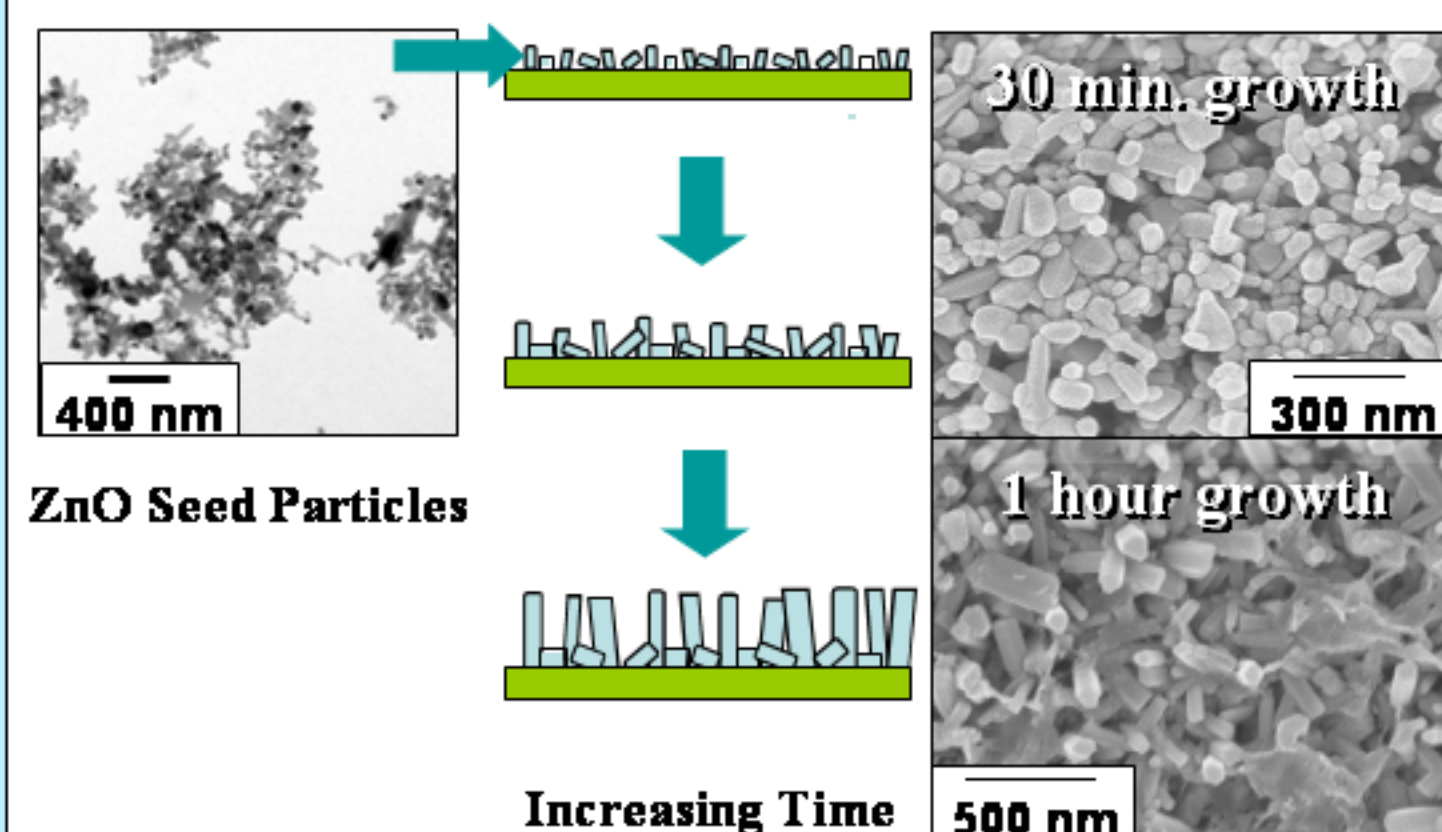 30 min. growth
400 nm
300 nm
ZnO Seed Particles
1 hour growth
Increasing Time
500 nm